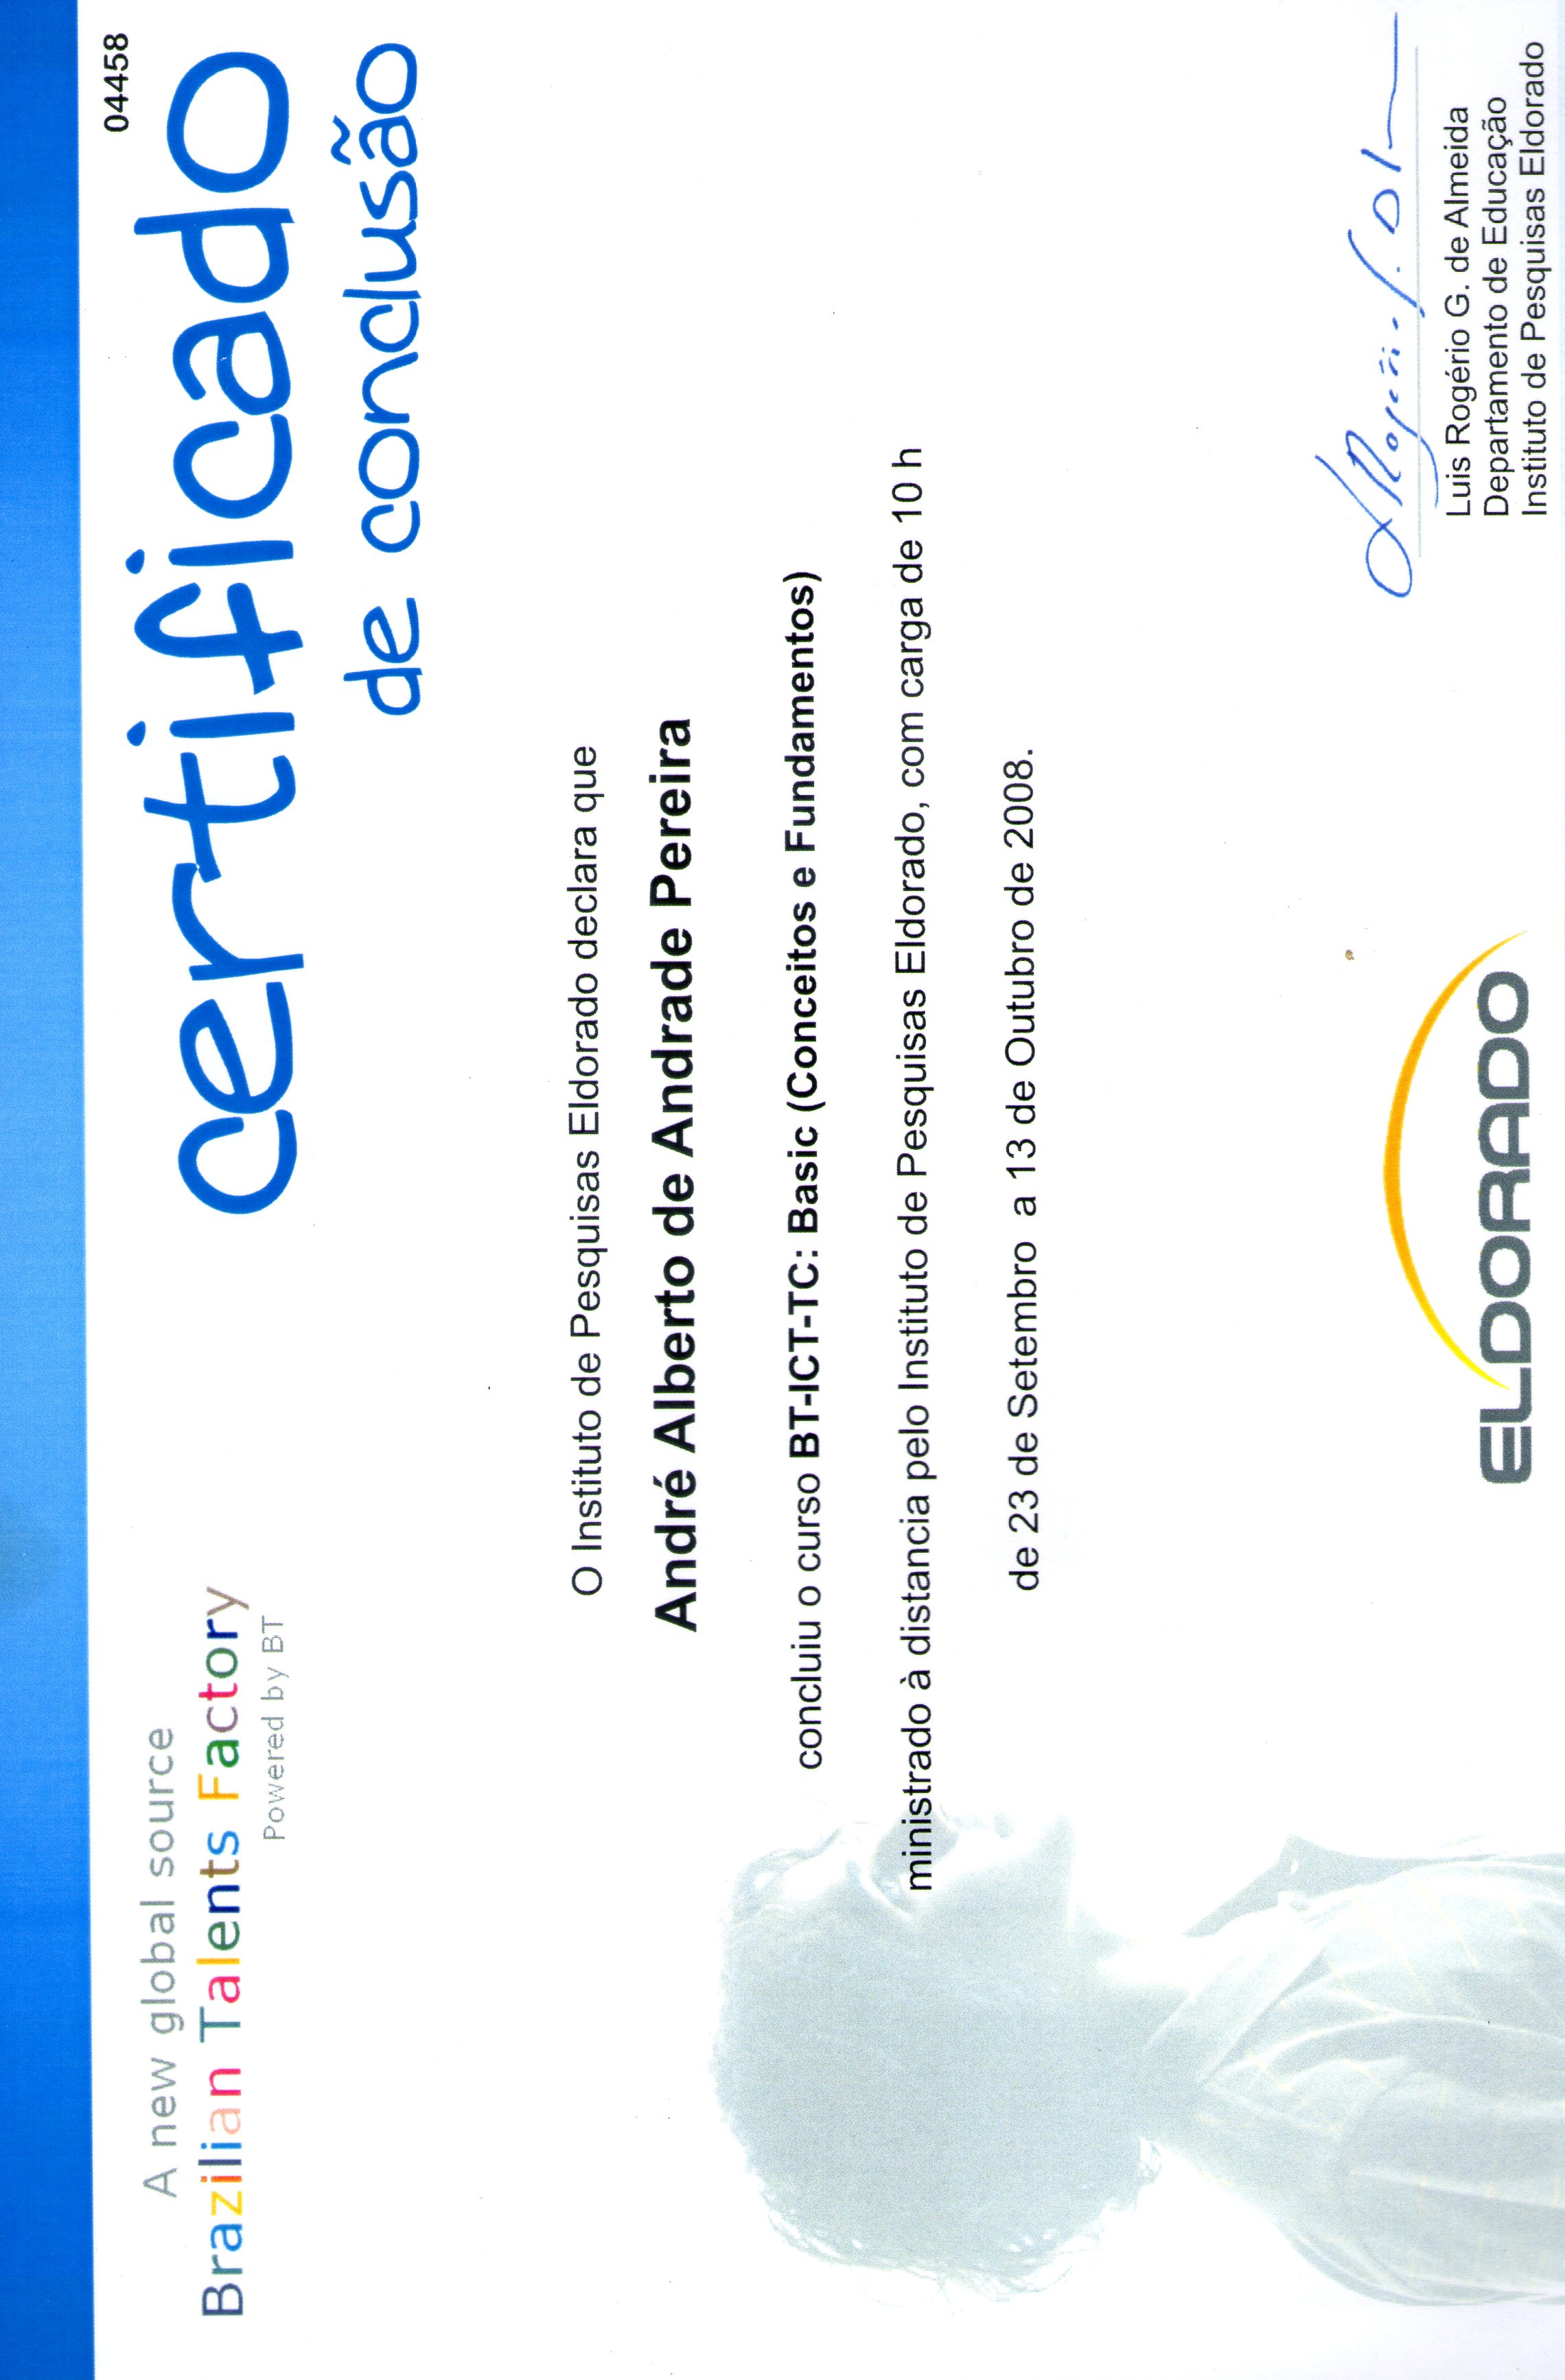 04458
A new global source
Brazilian Talents Factory
Powered by BT
certificado
de conclusão
O Instituto de Pesquisas Eldorado declara que
André Alberto de Andrade Pereira
concluiu o curso BT-ICT-TC: Basic (Conceitos e Fundamentos)
ministrado à distancia pelo Instituto de Pesquisas Eldorado, com carga de 10 h
de 23 de Setembro a 13 de Outubro de 2008.
ELDORADO
Luis Rogério G. de Almeida
Departamento de Educação
Instituto de Pesquisas Eldorado